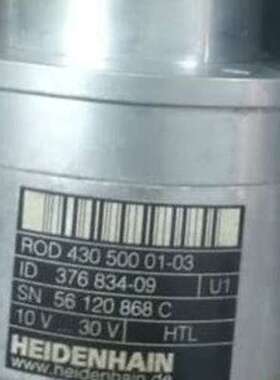 ROD 430 500 01-03
ID 376 834-09 U1
SN 56 120 868 C
10 V ... 30 V HTL
HEIDENHAIN
www.heidenhain.de